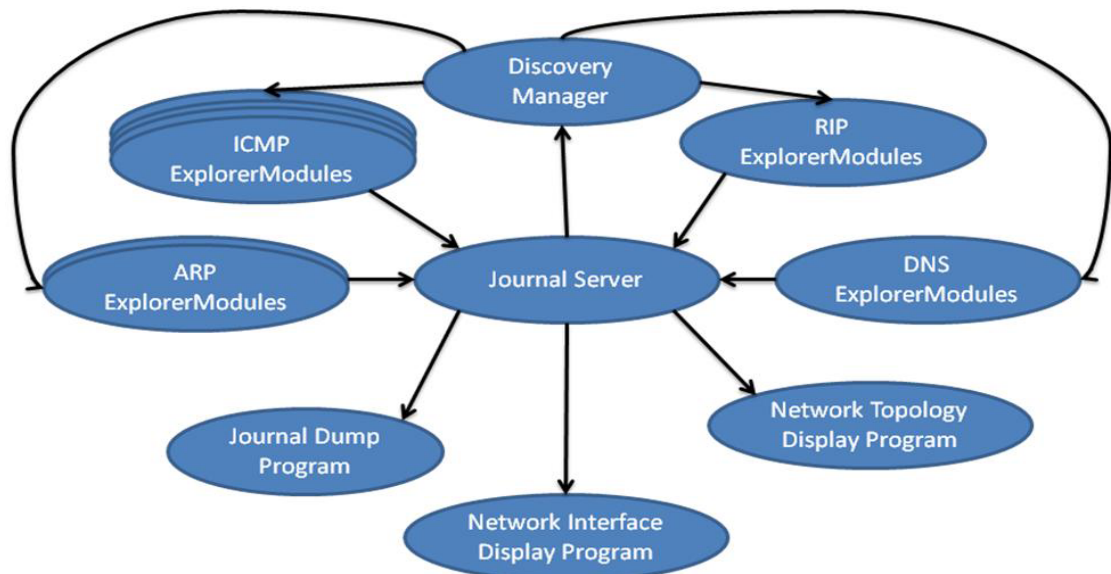 Discovery
Manager
ICMP
ExplorerModules
RIP
ExplorerModules
ARP
ExplorerModules
Journal Server
DNS
ExplorerModules
Journal Dump
Program
Network Topology
Display Program
Network Interface
Display Program